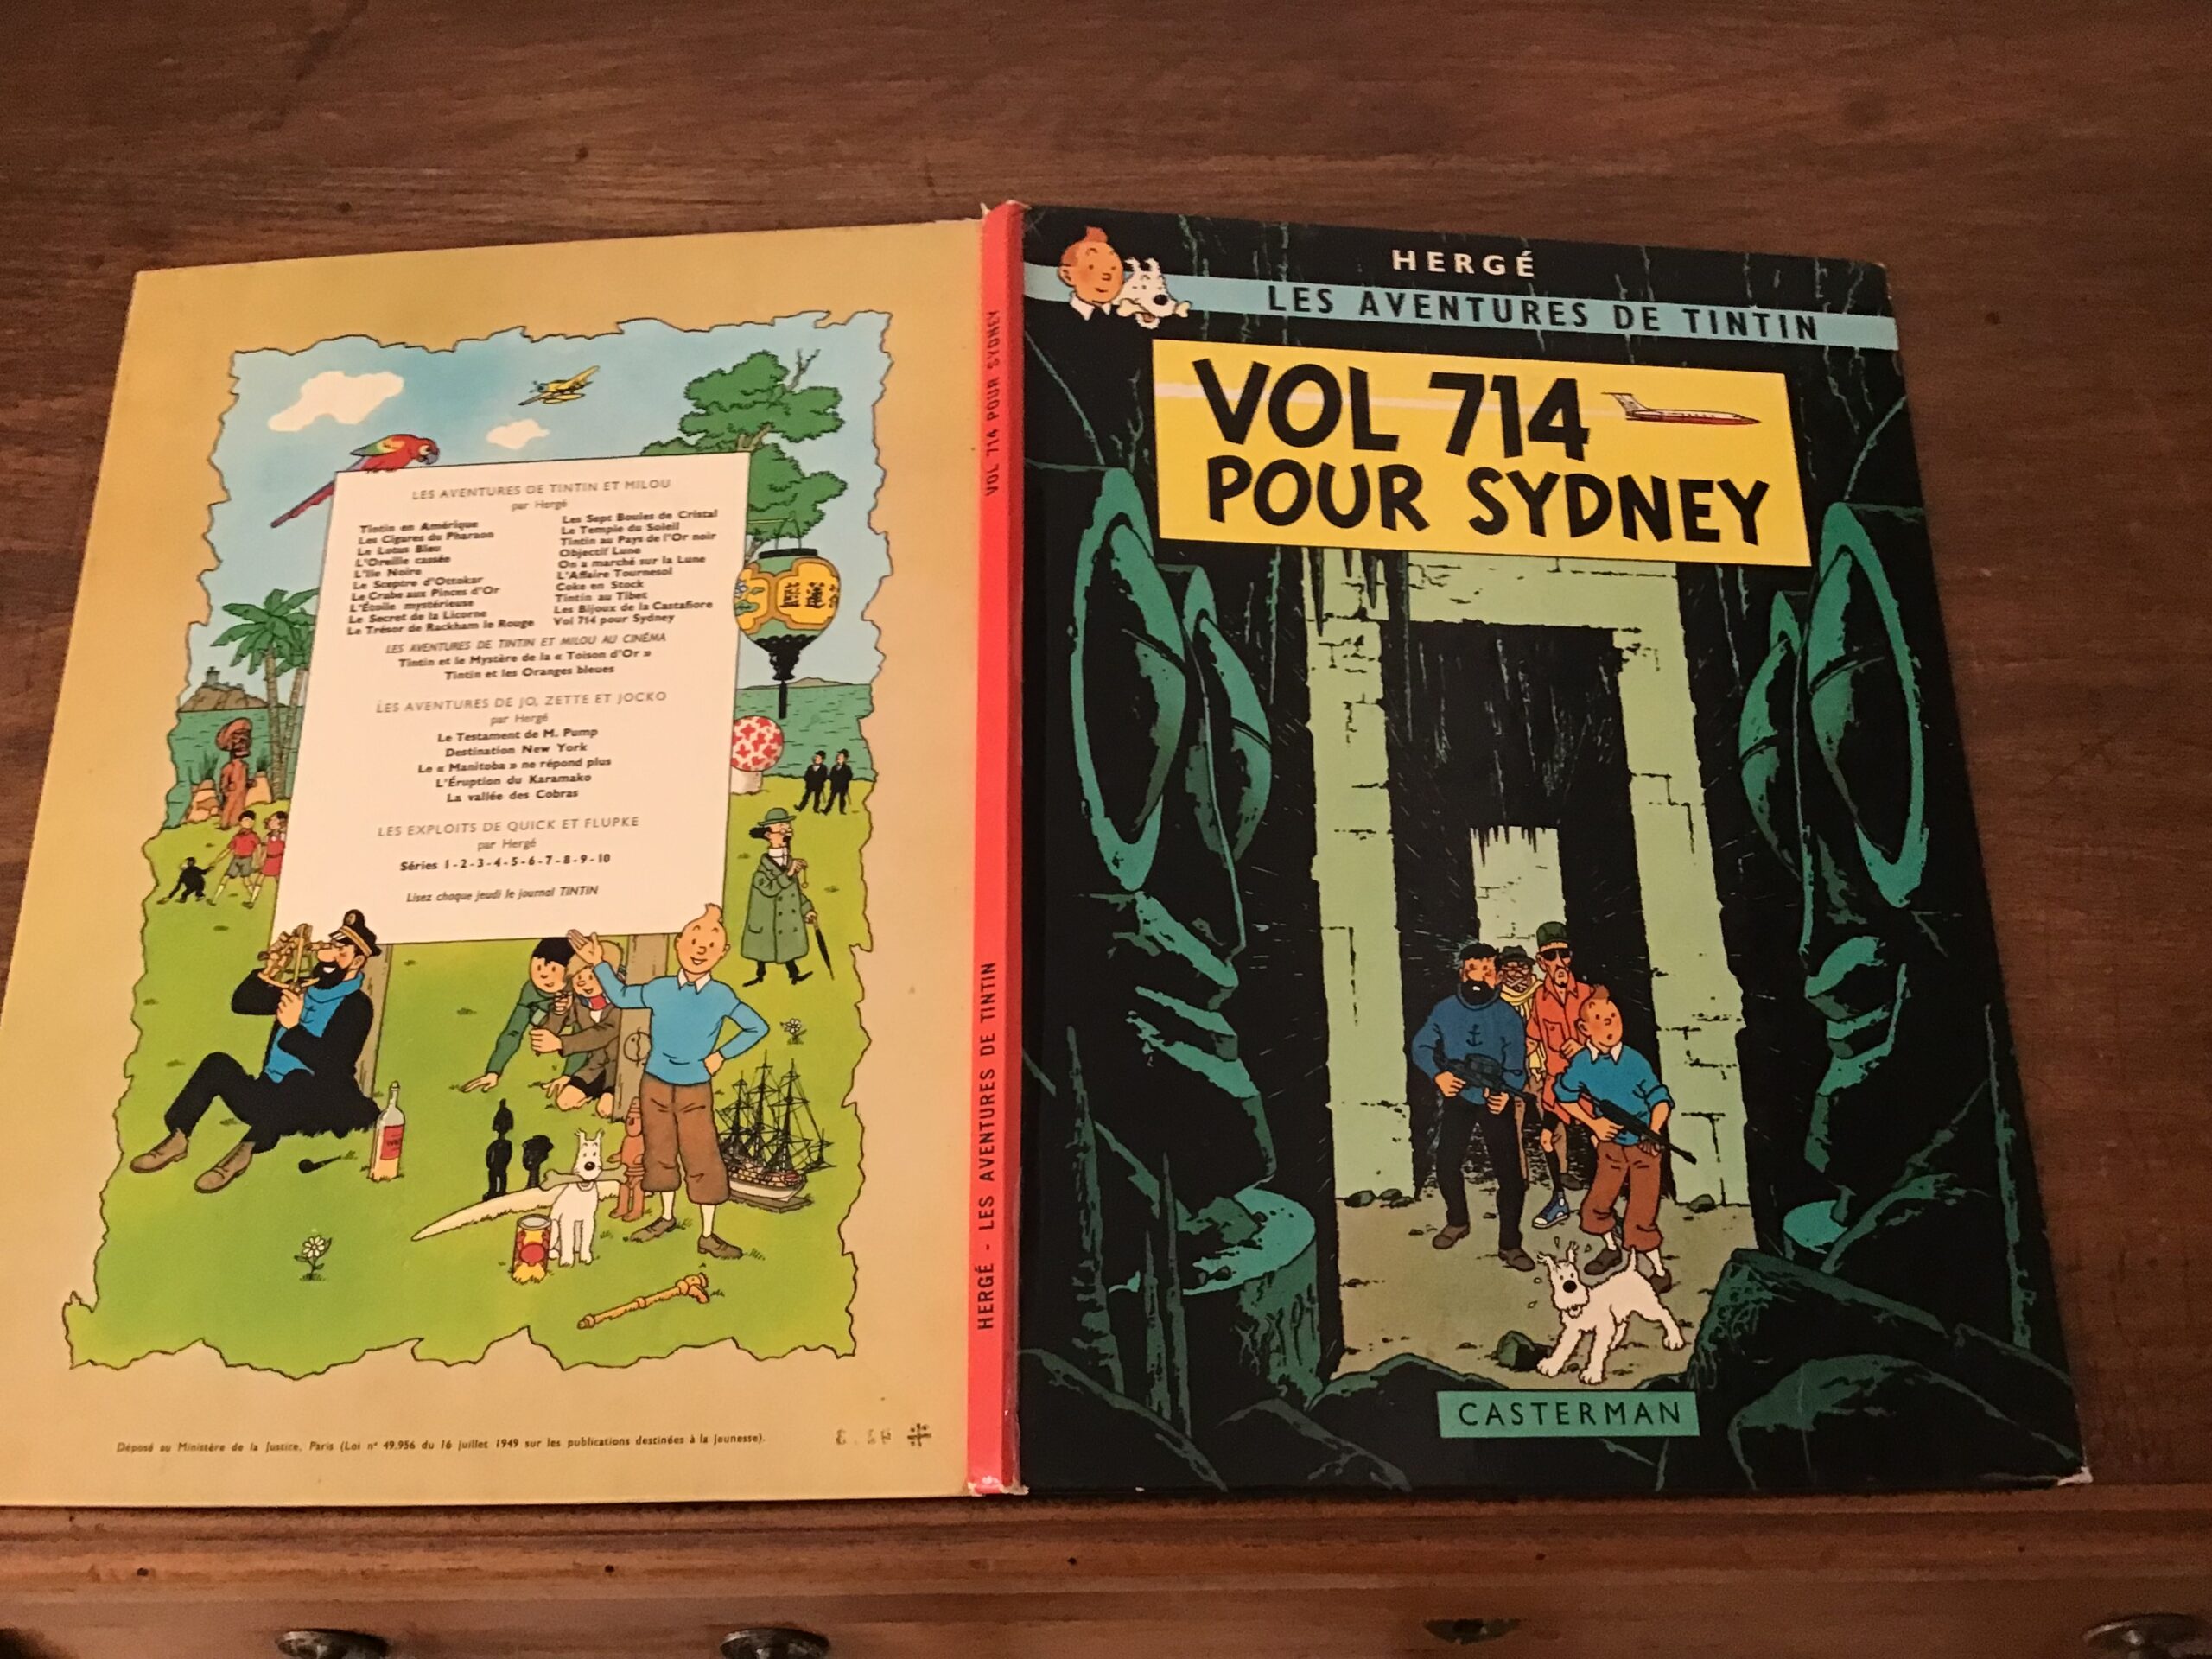 LES AVENTURES DE TINTIN ET MILOU
par Hergé
Tintin en Amérique
Les Cigares du Pharaon
Le Lotus Bleu
L'Oreille cassée
L'Ile Noire
Le Sceptre d'Ottokar
Le Crabe aux Pinces d'Or
L'Étoile mystérieuse
Le Secret de la Licorne
Le Trésor de Rackham le Rouge
Les Sept Boules de Cristal
Le Temple du Soleil
Tintin au Pays de l'Or noir
Objectif Lune
On a marché sur la Lune
L'Affaire Tournesol
Coke en Stock
Tintin au Tibet
Les Bijoux de la Castafiore
Vol 714 pour Sydney
LES AVENTURES DE TINTIN ET MILOU AU CINÉMA
Tintin et le Mystère de la « Toison d'Or »
Tintin et les Oranges bleues
LES AVENTURES DE JO, ZETTE ET JOCKO
par Hergé
Le Testament de M. Pump
Destination New York
Le « Manitoba » ne répond plus
L'Éruption du Karamako
La vallée des Cobras
LES EXPLOITS DE QUICK ET FLUPKE
par Hergé
Séries 1-2-3-4-5-6-7-8-9-10
Lisez chaque jeudi le journal TINTIN
Déposé au Ministère de la Justice, Paris (Loi n° 49.956 du 16 juillet 1949 sur les publications destinées à la jeunesse).
HERGÉ - LES AVENTURES DE TINTIN
VOL 714 POUR SYDNEY
HERGÉ
LES AVENTURES DE TINTIN
VOL 714
POUR SYDNEY
CASTERMAN